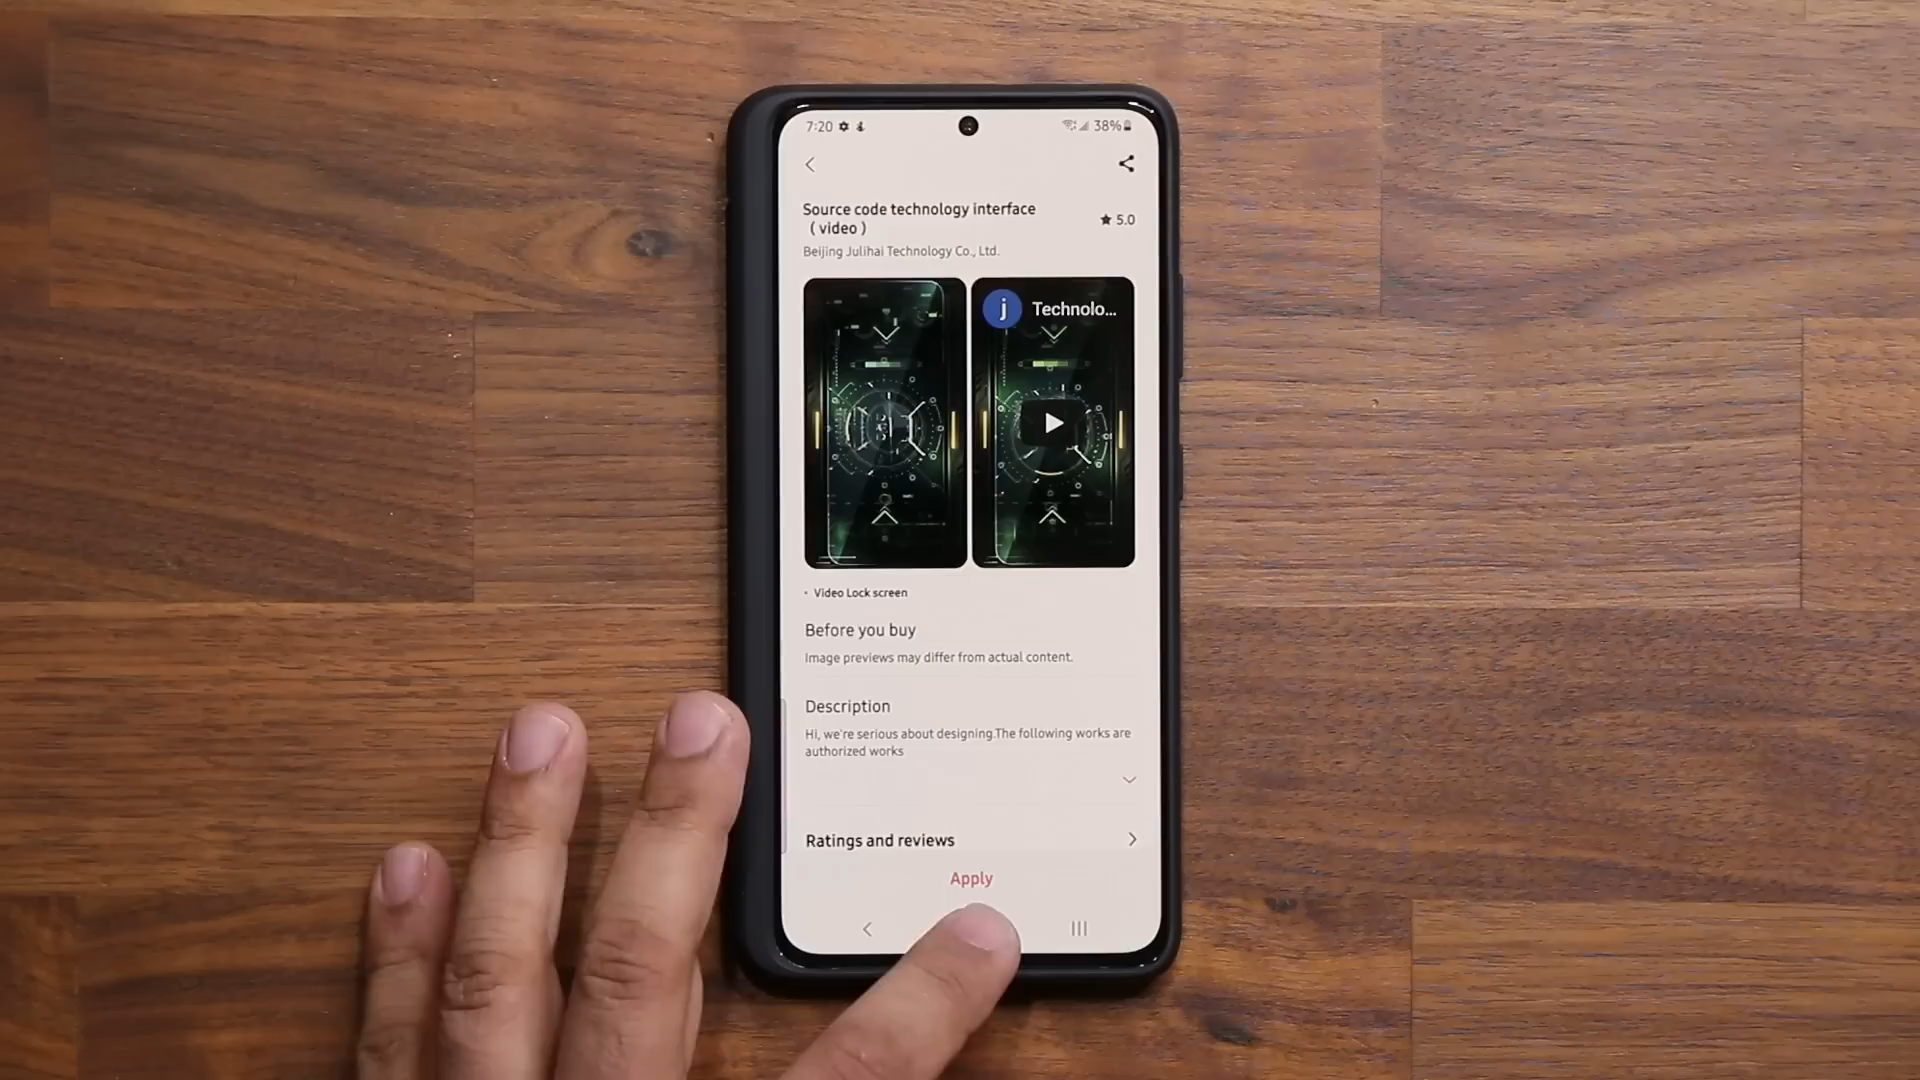 7:20
38%
Source code technology interface
( video )
5.0
Beijing Julihai Technology Co., Ltd.
j
Technolo...
• Video Lock screen
Before you buy
Image previews may differ from actual content.
Description
Hi, we're serious about designing.The following works are
authorized works
Ratings and reviews
Apply